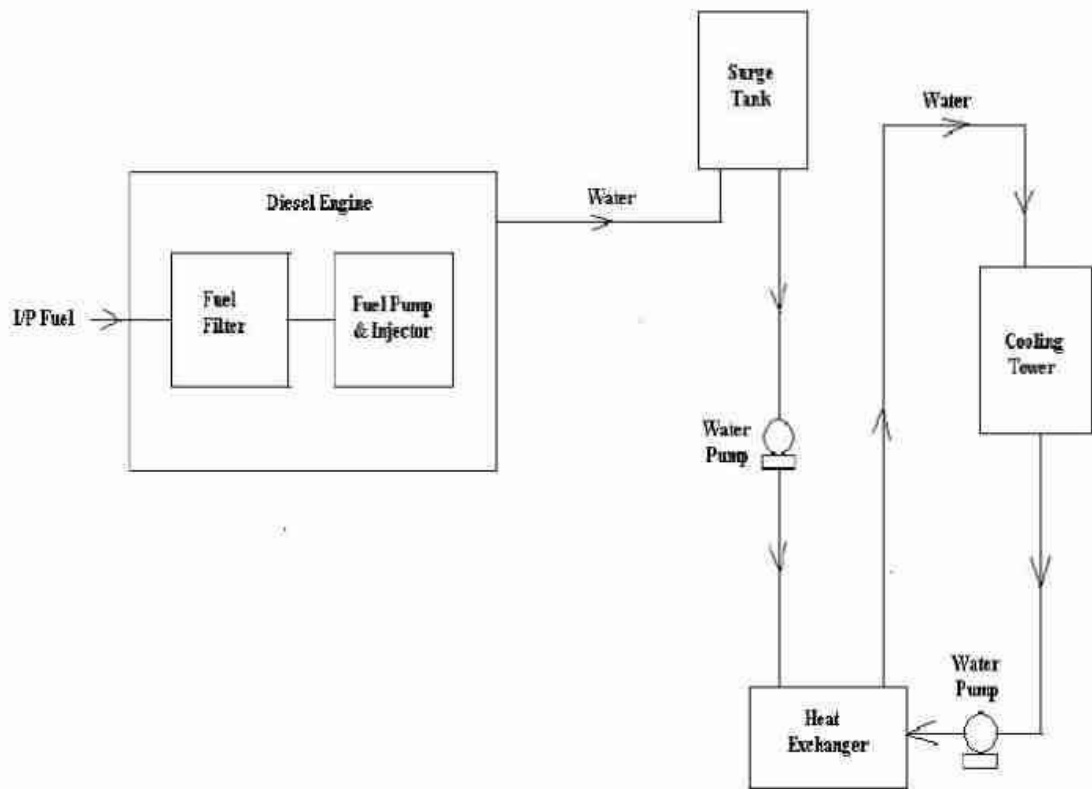 Surge
Tank
Water
Diesel Engine
Water
I/P Fuel
Fuel
Filter
Fuel Pump
& Injector
Cooling
Tower
Water
Pump
Water
Pump
Heat
Exchanger